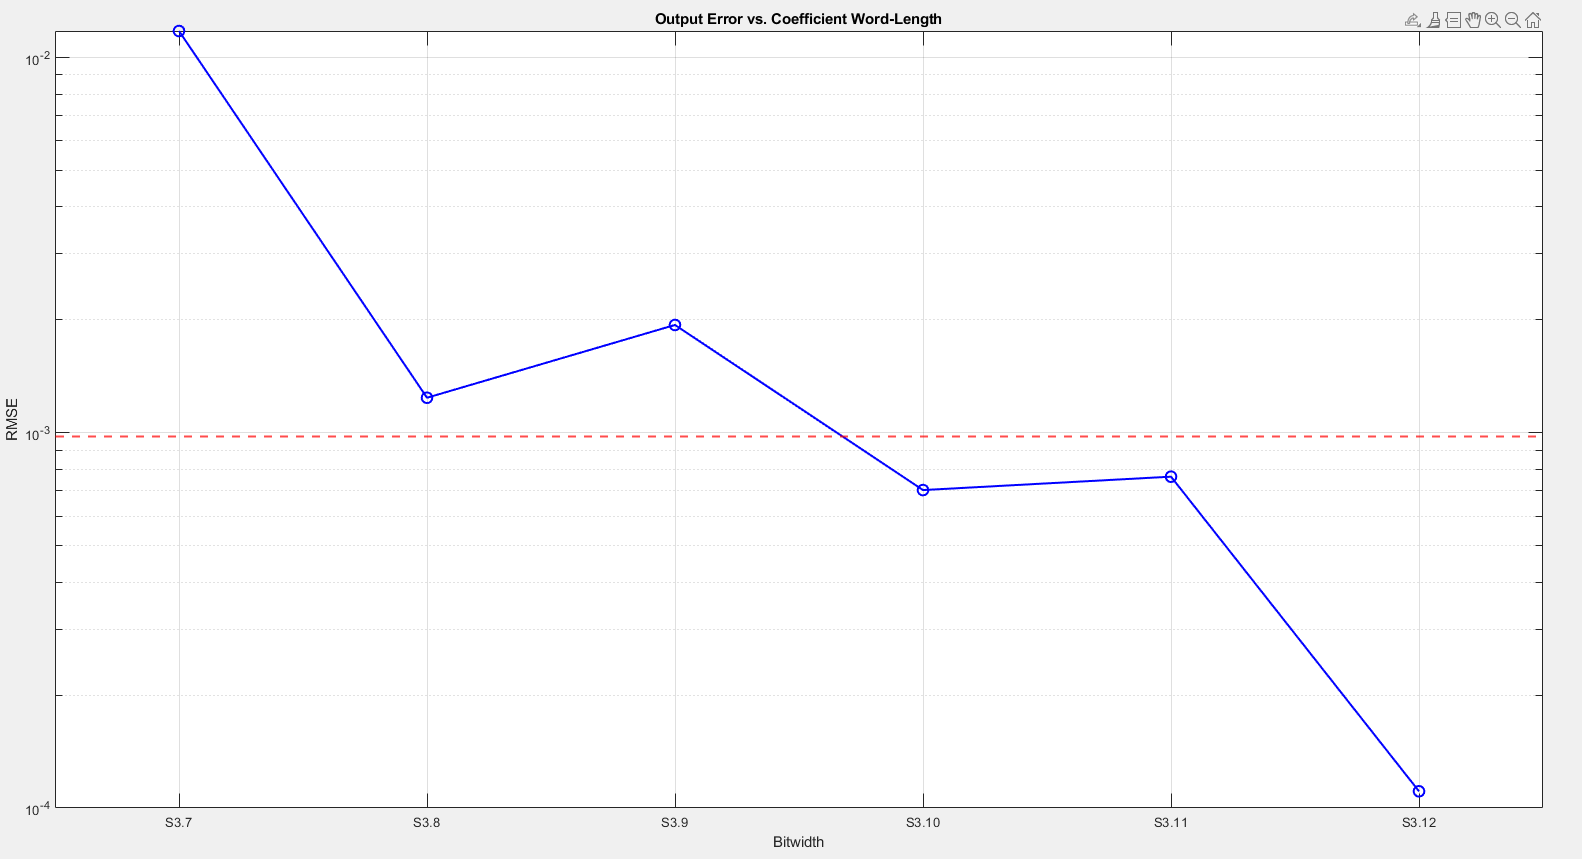 Output Error vs. Coefficient Word-Length
10-2
10-3
10-4
RMSE
S3.7 S3.8 S3.9 S3.10 S3.11 S3.12
Bitwidth